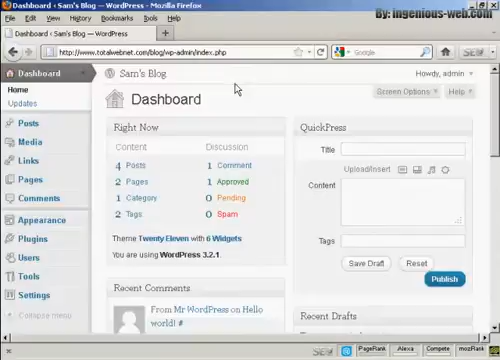 By: ingenious-web.com
Dashboard ‹ Sam's Blog — WordPress - Mozilla Firefox
File Edit View History Bookmarks Tools Help
Dashboard ‹ Sam's Blog — WordPress
http://www.totalwebnet.com/blog/wp-admin/index.php
Google
Dashboard
Home
Updates
Posts
Media
Links
Pages
Comments
Appearance
Plugins
Users
Tools
Settings
Collapse menu
Sam's Blog
Howdy, admin
Screen Options
Help
Dashboard
Right Now
Content
Discussion
4 Posts
1 Comment
2 Pages
1 Approved
1 Category
0 Pending
2 Tags
0 Spam
Theme Twenty Eleven with 6 Widgets
You are using WordPress 3.2.1.
Recent Comments
From Mr WordPress on Hello
world! #
QuickPress
Title
Upload/Insert
Content
Tags
Save Draft
Reset
Publish
Recent Drafts
PageRank
Alexa
Compete
mozRank